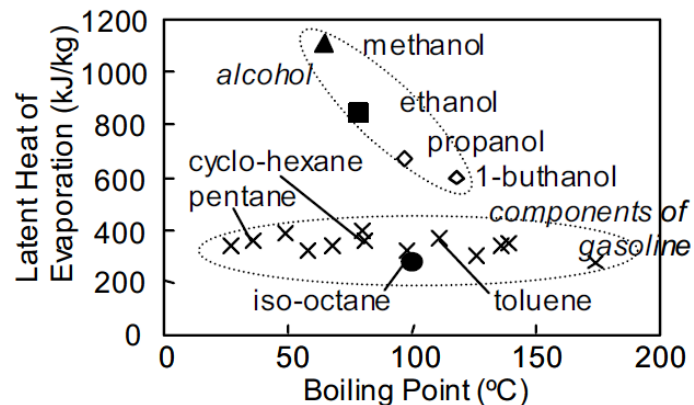 Latent Heat of
Evaporation (kJ/kg)
1200
1000
800
600
400
200
0
methanol
alcohol
ethanol
propanol
1-buthanol
cyclo-hexane
pentane
components of
gasoline
iso-octane
toluene
0 50 100 150 200
Boiling Point (ºC)